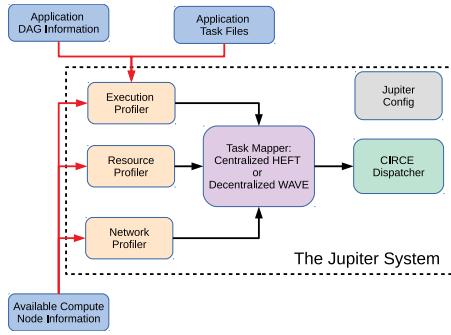 Application
DAG Information
Application
Task Files
Execution
Profiler
Jupiter
Config
Resource
Profiler
Task Mapper:
Centralized HEFT
or
Decentralized WAVE
CIRCE
Dispatcher
Network
Profiler
The Jupiter System
Available Compute
Node Information